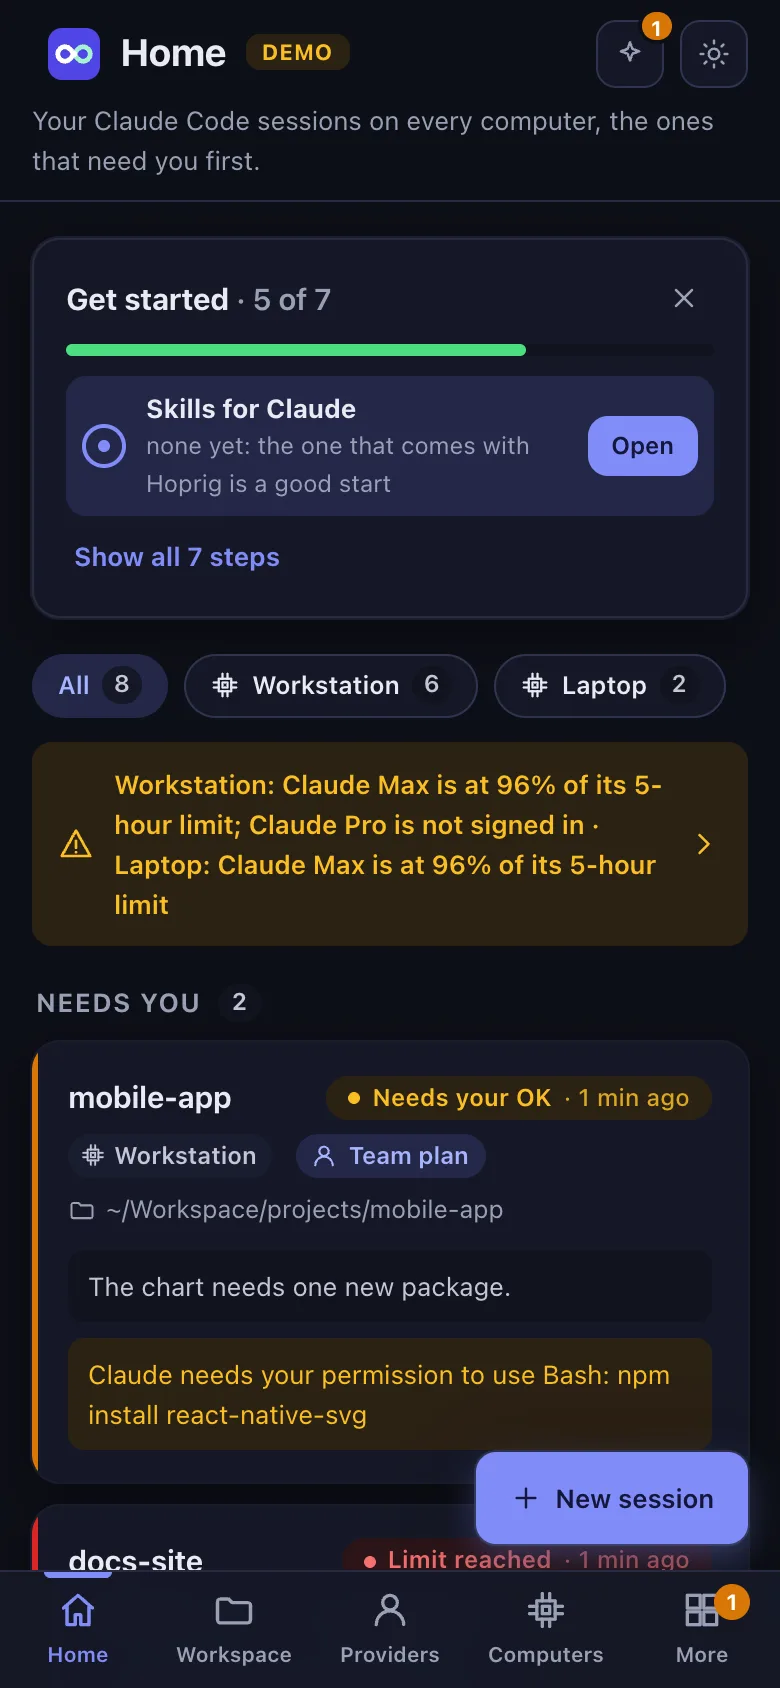 Home DEMO
1
Your Claude Code sessions on every computer, the ones
that need you first.
Get started · 5 of 7
Skills for Claude
none yet: the one that comes with
Hoprig is a good start
Open
Show all 7 steps
All 8 Workstation 6 Laptop 2
Workstation: Claude Max is at 96% of its 5-
hour limit; Claude Pro is not signed in ·
Laptop: Claude Max is at 96% of its 5-hour
limit
NEEDS YOU 2
mobile-app Needs your OK · 1 min ago
Workstation Team plan
~/Workspace/projects/mobile-app
The chart needs one new package.
Claude needs your permission to use Bash: npm
install react-native-svg
New session
docs-site Limit reached · 1 min ago
1
Home Workspace Providers Computers More